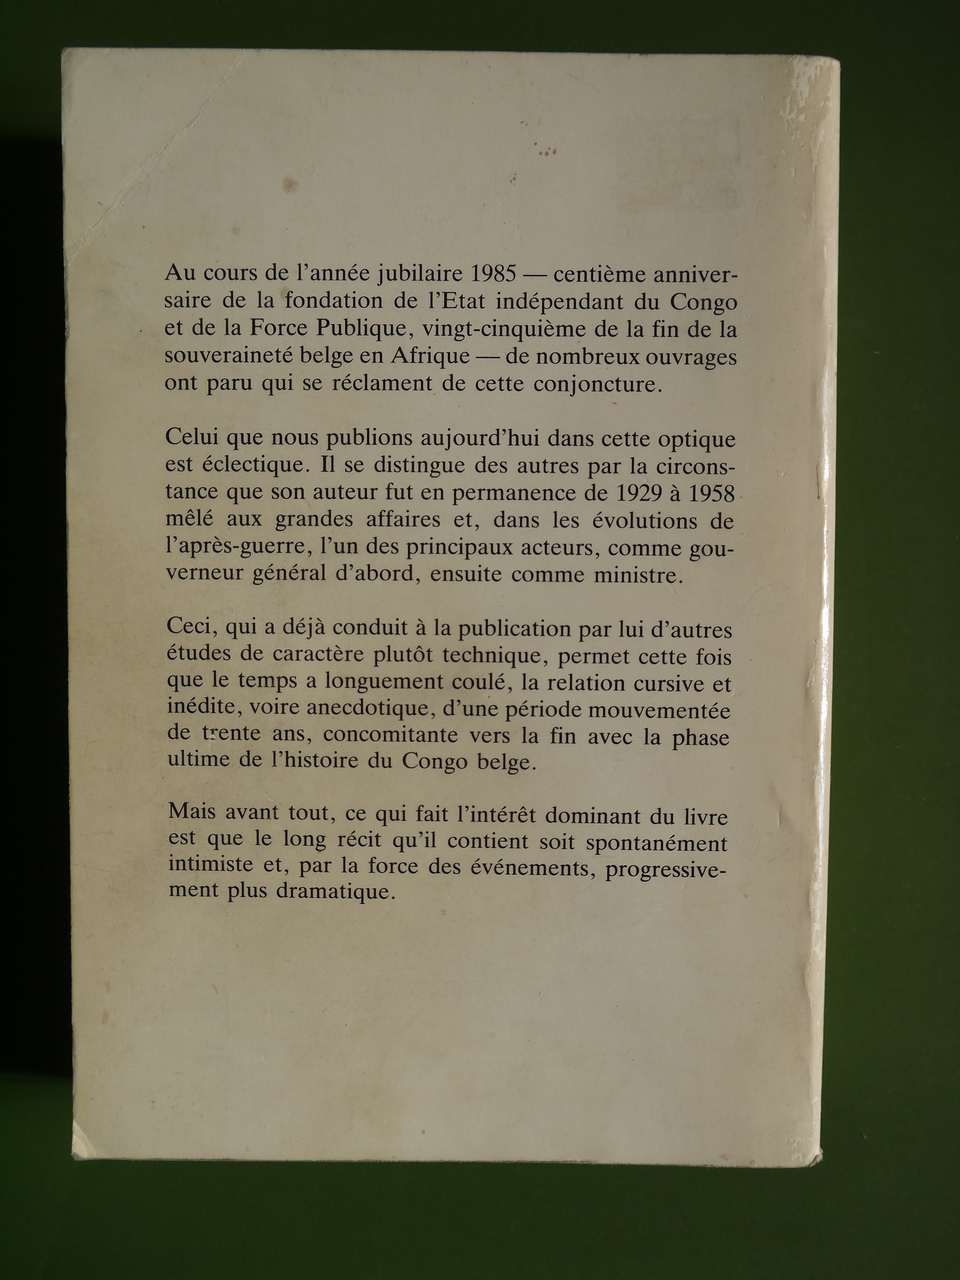 Au cours de l'année jubilaire 1985 — centième anniver-
saire de la fondation de l'Etat indépendant du Congo
et de la Force Publique, vingt-cinquième de la fin de la
souveraineté belge en Afrique — de nombreux ouvrages
ont paru qui se réclament de cette conjoncture.
Celui que nous publions aujourd'hui dans cette optique
est éclectique. Il se distingue des autres par la circons-
tance que son auteur fut en permanence de 1929 à 1958
mêlé aux grandes affaires et, dans les évolutions de
l'après-guerre, l'un des principaux acteurs, comme gou-
verneur général d'abord, ensuite comme ministre.
Ceci, qui a déjà conduit à la publication par lui d'autres
études de caractère plutôt technique, permet cette fois
que le temps a longuement coulé, la relation cursive et
inédite, voire anecdotique, d'une période mouvementée
de trente ans, concomitante vers la fin avec la phase
ultime de l'histoire du Congo belge.
Mais avant tout, ce qui fait l'intérêt dominant du livre
est que le long récit qu'il contient soit spontanément
intimiste et, par la force des événements, progressive-
ment plus dramatique.